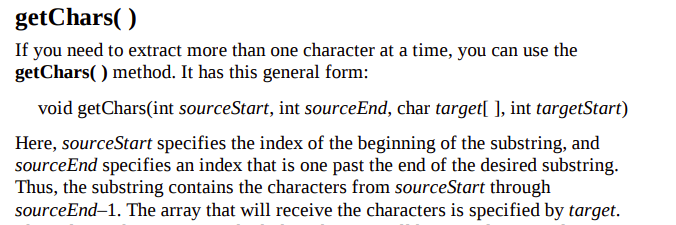 getChars( )
If you need to extract more than one character at a time, you can use the
getChars( ) method. It has this general form:
void getChars(int sourceStart, int sourceEnd, char target[ ], int targetStart)
Here, sourceStart specifies the index of the beginning of the substring, and
sourceEnd specifies an index that is one past the end of the desired substring.
Thus, the substring contains the characters from sourceStart through
sourceEnd–1. The array that will receive the characters is specified by target.